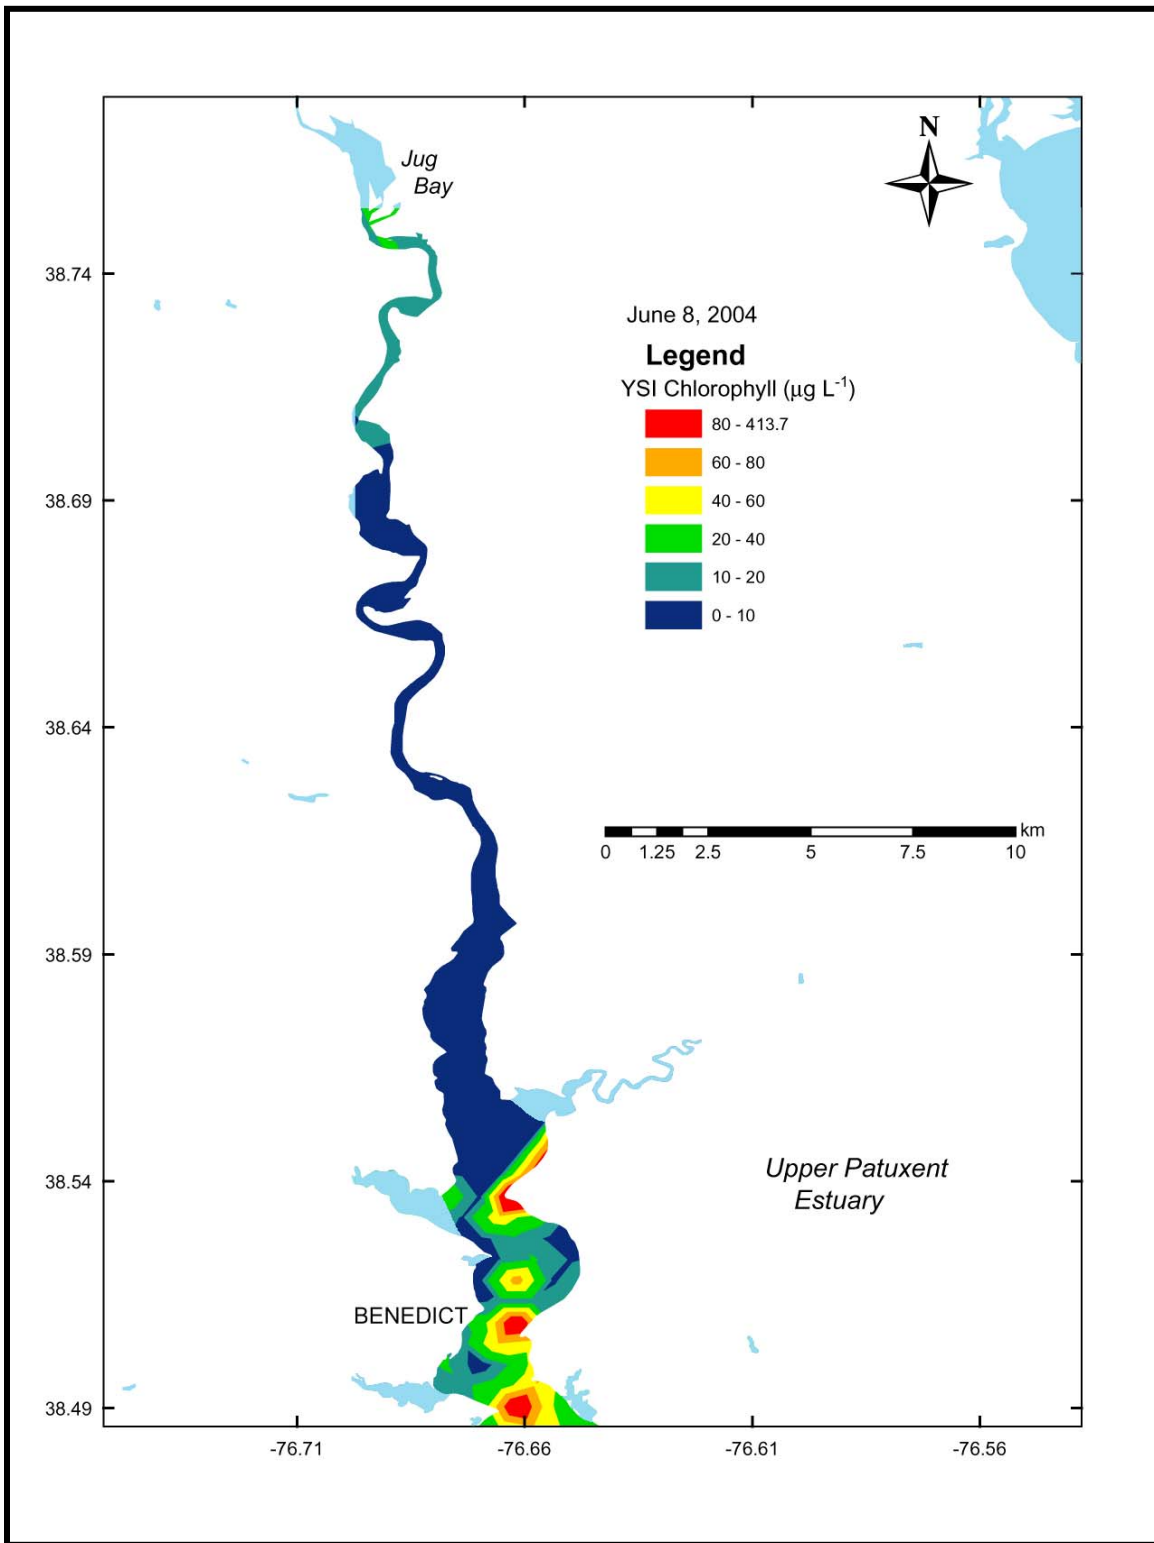 N
Jug
Bay
38.74
June 8, 2004
Legend
YSI Chlorophyll (µg L⁻¹)
80 - 413.7
60 - 80
40 - 60
20 - 40
10 - 20
0 - 10
38.69
38.64
km
0 1.25 2.5 5 7.5 10
38.59
38.54
Upper Patuxent
Estuary
BENEDICT
38.49
-76.71 -76.66 -76.61 -76.56